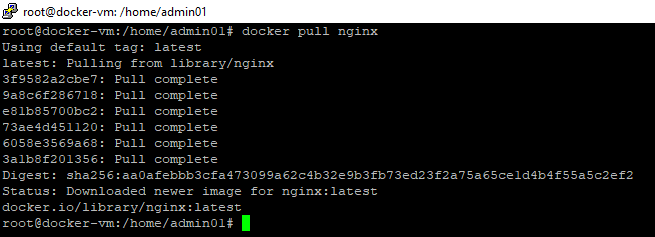 root@docker-vm: /home/admin01
root@docker-vm:/home/admin01# docker pull nginx
Using default tag: latest
latest: Pulling from library/nginx
3f9582a2cbe7: Pull complete
9a8c6f286718: Pull complete
e81b85700bc2: Pull complete
73ae4d451120: Pull complete
6058e3569a68: Pull complete
3a1b8f201356: Pull complete
Digest: sha256:aa0afebbb3cfa473099a62c4b32e9b3fb73ed23f2a75a65ce1d4b4f55a5c2ef2
Status: Downloaded newer image for nginx:latest
docker.io/library/nginx:latest
root@docker-vm:/home/admin01#